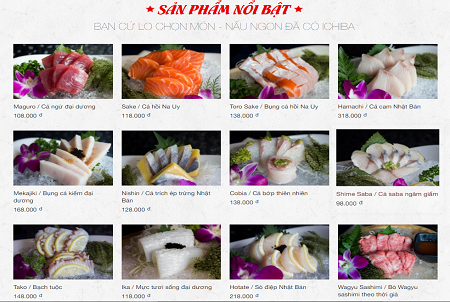 SẢN PHẨM NỔI BẬT
BẠN CỨ LO CHỌN MÓN - NẤU NGON ĐÃ CÓ ICHIBA
Maguro / Cá ngừ đại dương
108.000 đ
Sake / Cá hồi Na Uy
118.000 đ
Toro Sake / Bụng cá hồi Na Uy
138.000 đ
Hamachi / Cá cam Nhật Bản
318.000 đ
Mekajiki / Bụng cá kiếm đại
dương
168.000 đ
Nishin / Cá trích ép trứng Nhật
Bản
128.000 đ
Cobia / Cá bớp thiên nhiên
138.000 đ
Shime Saba / Cá saba ngâm giấm
98.000 đ
Tako / Bạch tuộc
148.000 đ
Ika / Mực tươi sống đại dương
118.000 đ
Hotate / Sò điệp Nhật Bản
218.000 đ
Wagyu Sashimi / Bò Wagyu
sashimi theo thời giá